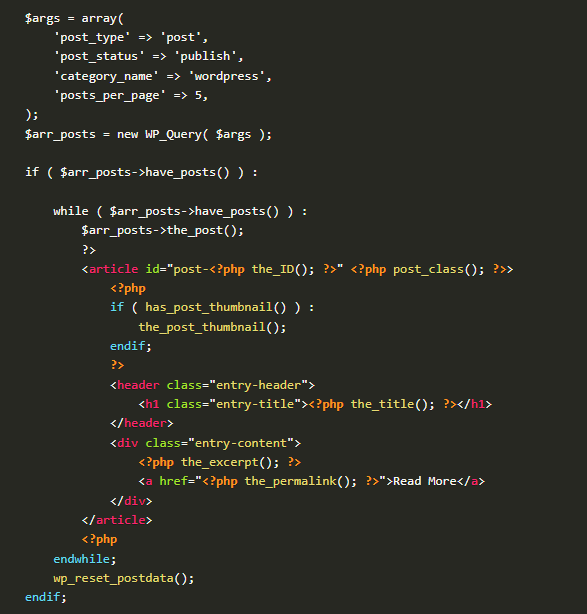 $args = array(
    'post_type' => 'post',
    'post_status' => 'publish',
    'category_name' => 'wordpress',
    'posts_per_page' => 5,
);
$arr_posts = new WP_Query( $args );

if ( $arr_posts->have_posts() ) :

    while ( $arr_posts->have_posts() ) :
        $arr_posts->the_post();
        ?>
        <article id="post-<?php the_ID(); ?>" <?php post_class(); ?>>
            <?php
            if ( has_post_thumbnail() ) :
                the_post_thumbnail();
            endif;
            ?>
            <header class="entry-header">
                <h1 class="entry-title"><?php the_title(); ?></h1>
            </header>
            <div class="entry-content">
                <?php the_excerpt(); ?>
                <a href="<?php the_permalink(); ?>">Read More</a>
            </div>
        </article>
        <?php
    endwhile;
    wp_reset_postdata();
endif;